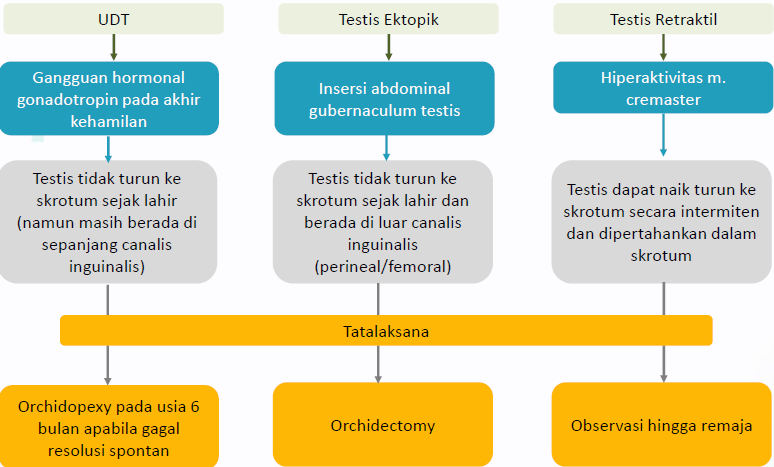 UDT
Testis Ektopik
Testis Retraktil
Gangguan hormonal
gonadotropin pada akhir
kehamilan
Insersi abdominal
gubernaculum testis
Hiperaktivitas m.
cremaster
Testis tidak turun ke
skrotum sejak lahir
(namun masih berada di
sepanjang canalis
inguinalis)
Testis tidak turun ke
skrotum sejak lahir dan
berada di luar canalis
inguinalis
(perineal/femoral)
Testis dapat naik turun ke
skrotum secara intermiten
dan dipertahankan dalam
skrotum
Tatalaksana
Orchidopexy pada usia 6
bulan apabila gagal
resolusi spontan
Orchidectomy
Observasi hingga remaja